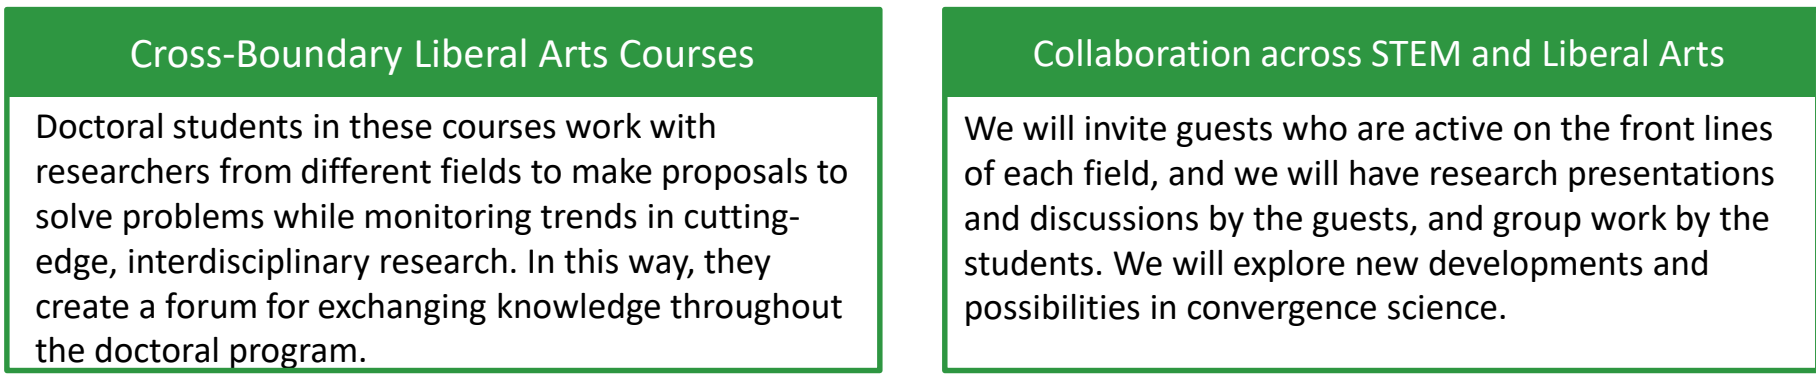 Cross-Boundary Liberal Arts Courses
Doctoral students in these courses work with
researchers from different fields to make proposals to
solve problems while monitoring trends in cutting-
edge, interdisciplinary research. In this way, they
create a forum for exchanging knowledge throughout
the doctoral program.
Collaboration across STEM and Liberal Arts
We will invite guests who are active on the front lines
of each field, and we will have research presentations
and discussions by the guests, and group work by the
students. We will explore new developments and
possibilities in convergence science.